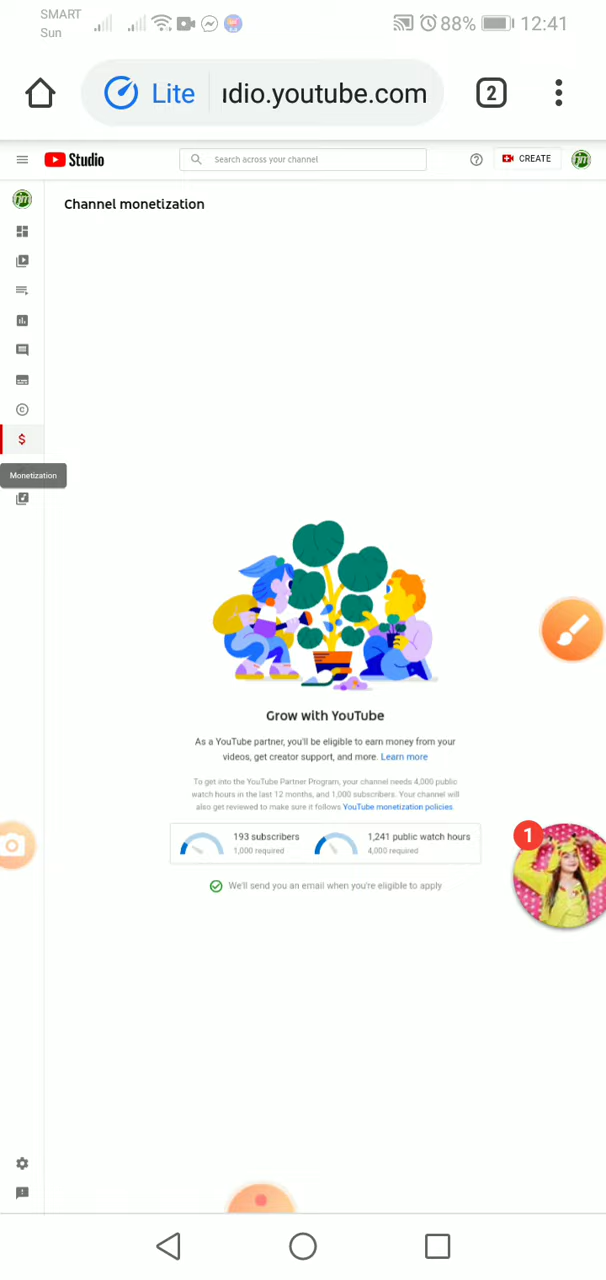 SMART
Sun
88%
12:41
Lite
ıdio.youtube.com
2
Studio
Search across your channel
CREATE
Channel monetization
$
Monetization
Grow with YouTube
As a YouTube partner, you'll be eligible to earn money from your
videos, get creator support, and more. Learn more
To get into the YouTube Partner Program, your channel needs 4,000 public
watch hours in the last 12 months, and 1,000 subscribers. Your channel will
also get reviewed to make sure it follows YouTube monetization policies.
193 subscribers
1,000 required
1,241 public watch hours
4,000 required
1
We'll send you an email when you're eligible to apply